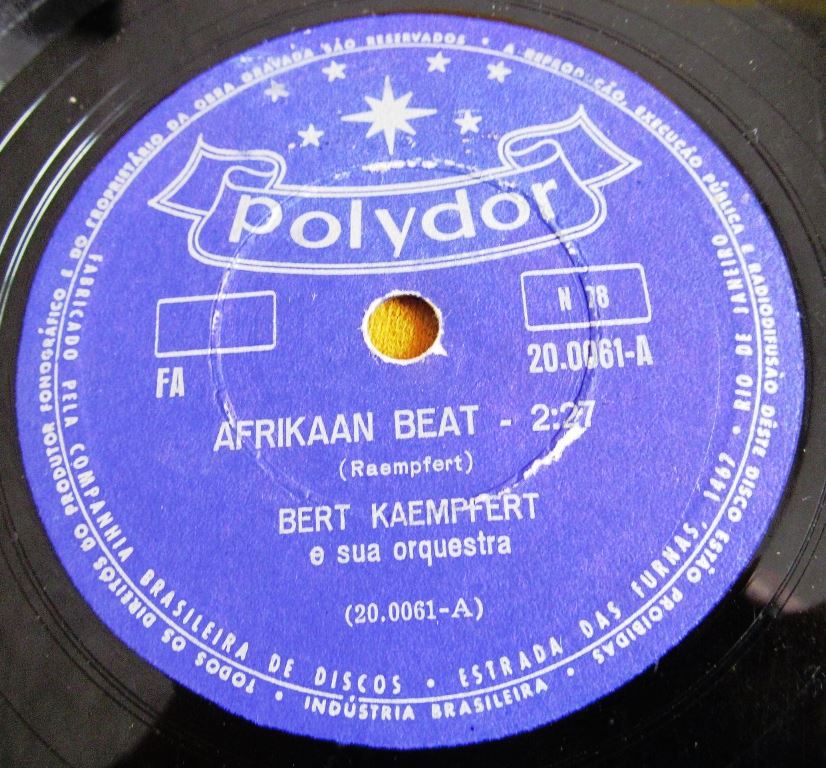 polydor
FA
N 78
20.0061-A
AFRIKAAN BEAT - 2:27
(Raempfert)
BERT KAEMPFERT
e sua orquestra
(20.0061-A)
FABRICADO PELA COMPANHIA BRASILEIRA DE DISCOS • ESTRADA DAS FURNAS, 1467 • RIO DE JANEIRO
TODOS OS DIREITOS DO PRODUTOR FONOGRÁFICO E DO PROPRIETÁRIO DA OBRA GRAVADA SÃO RESERVADOS • A REPRODUÇÃO, EXECUÇÃO PÚBLICA E RADIODIFUSÃO DÊSTE DISCO ESTÃO PROIBIDAS • INDÚSTRIA BRASILEIRA •